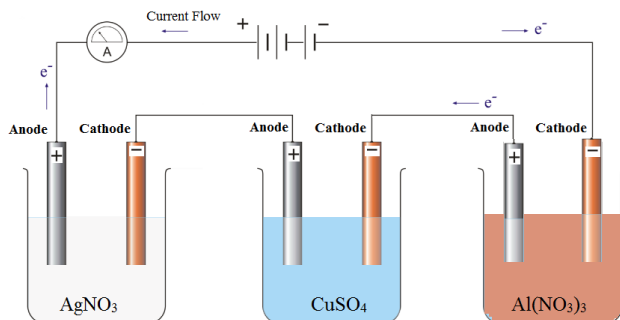 Current Flow
+ −
A
e-
e-
e-
Anode Cathode Anode Cathode Anode Cathode
+ − + − + −
AgNO3 CuSO4 Al(NO3)3